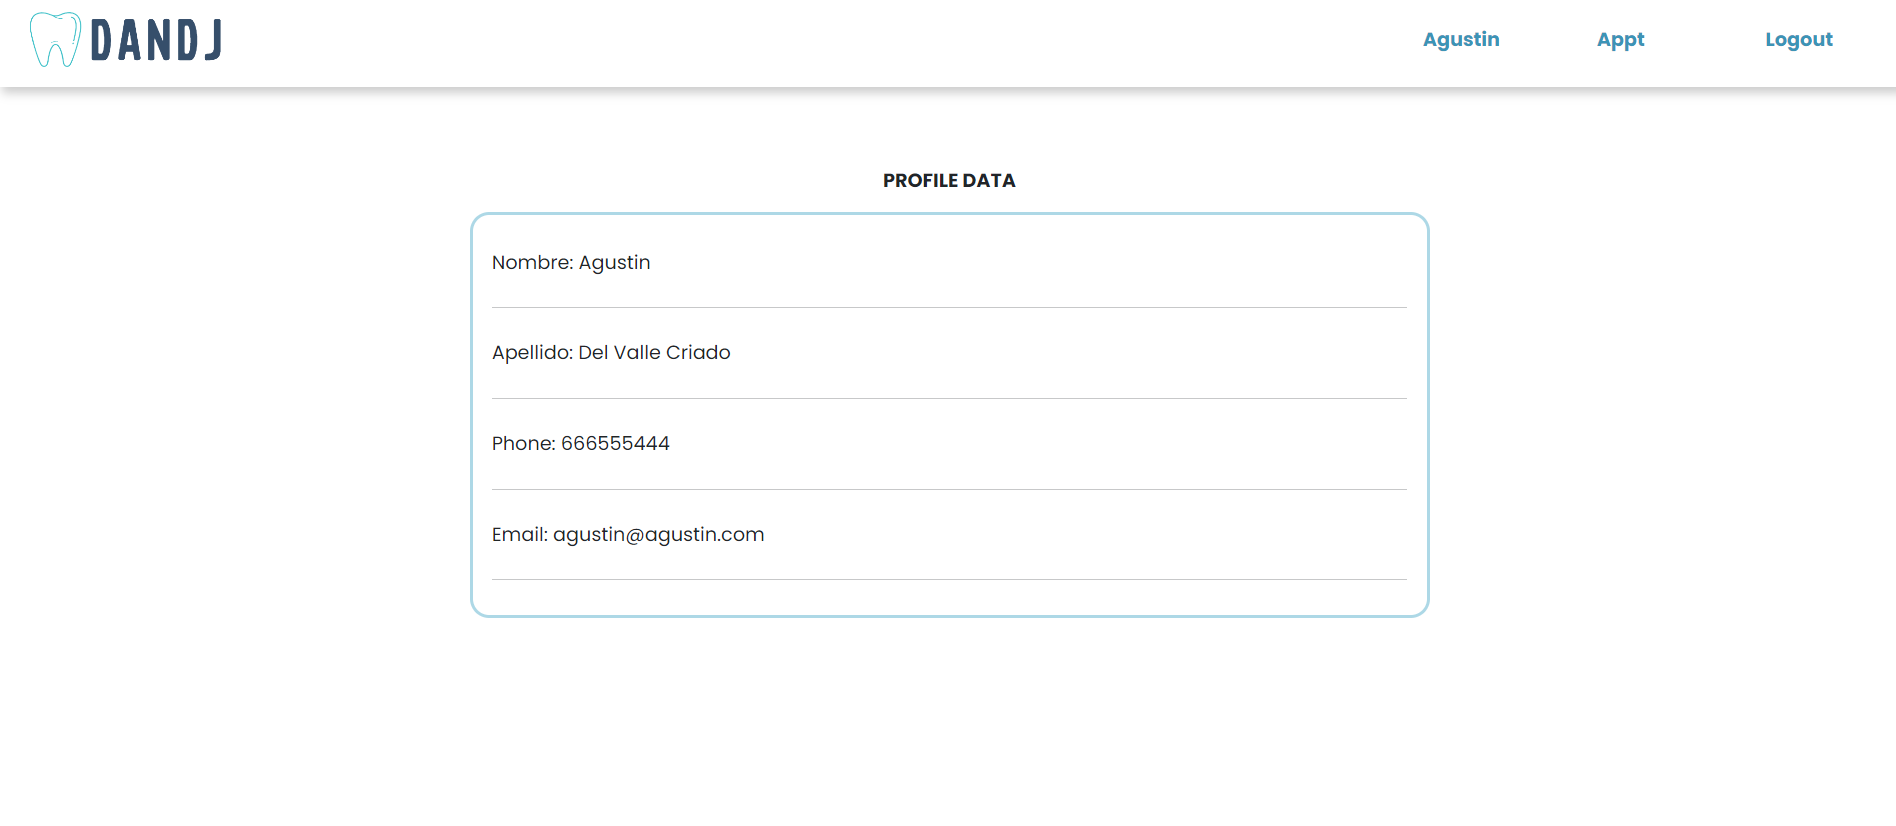 DANDJ
Agustin Appt Logout
PROFILE DATA
Nombre: Agustin
Apellido: Del Valle Criado
Phone: 666555444
Email: agustin@agustin.com